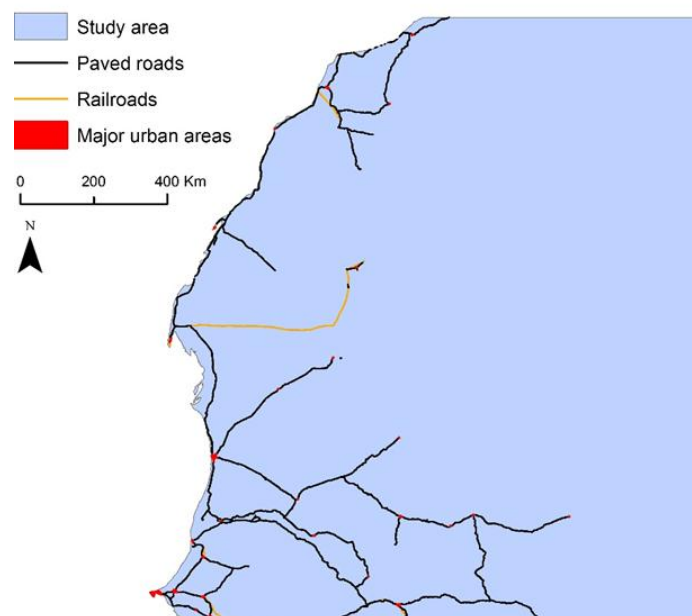 Study area
Paved roads
Railroads
Major urban areas
0 200 400 Km
N